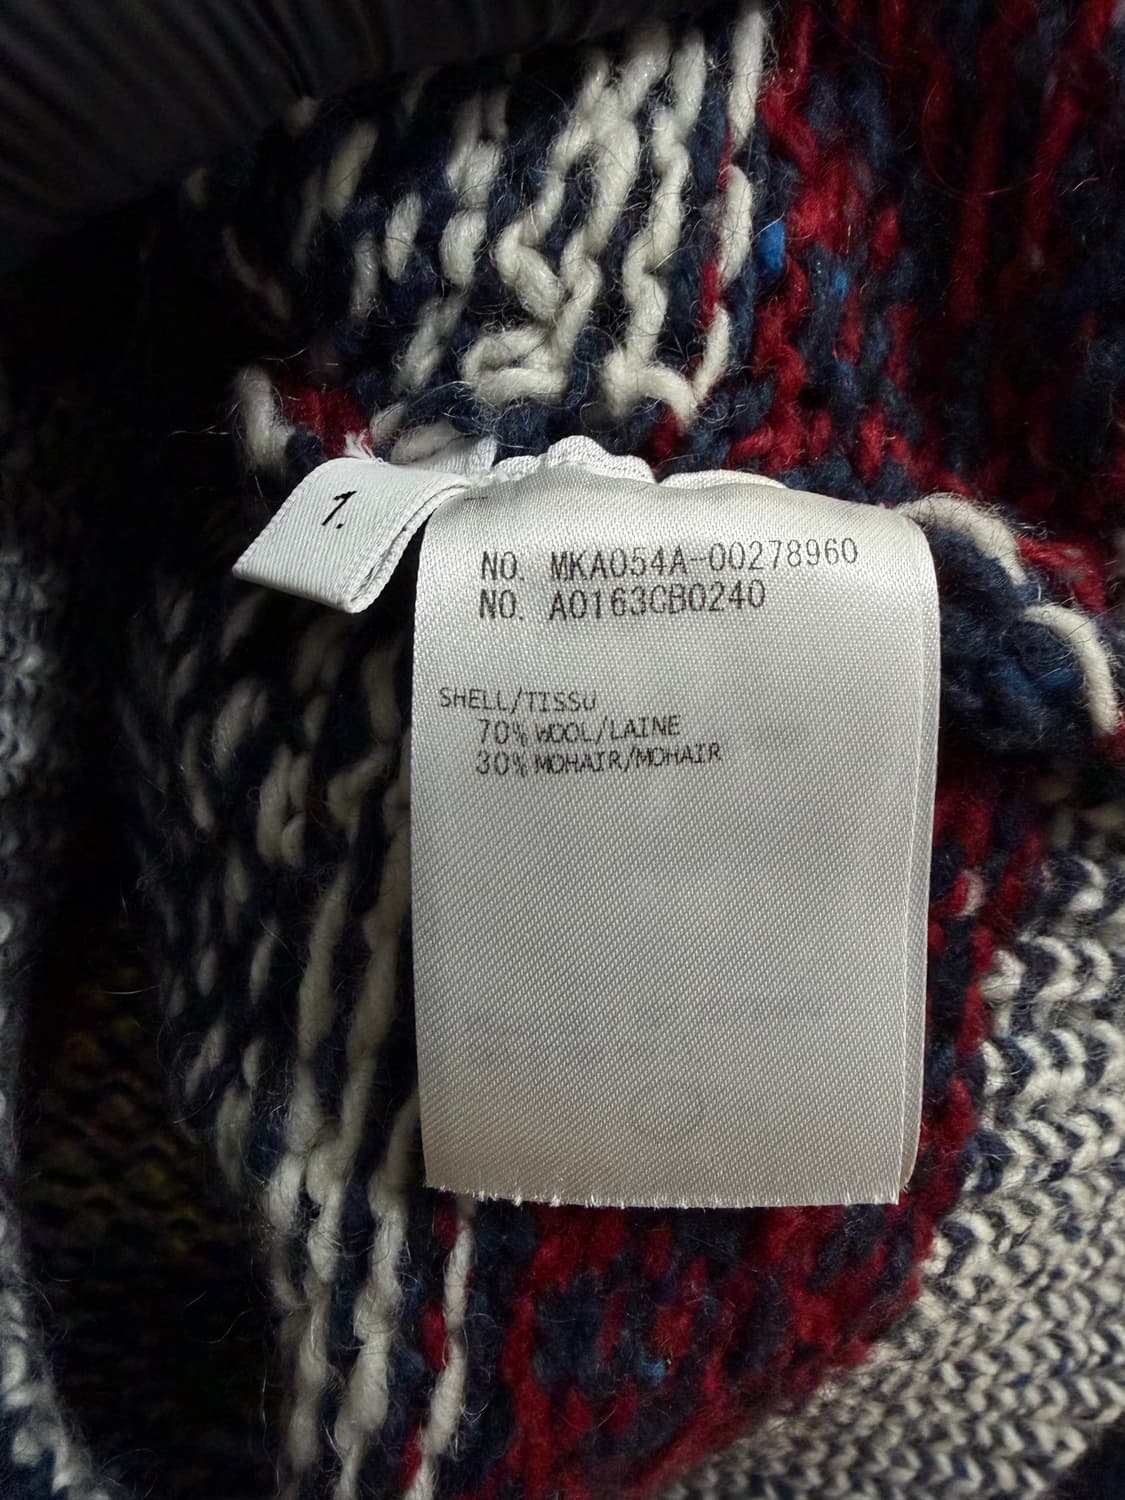 1.
NO. MKA054A-00278960
NO. A0163CB0240
SHELL/TISSU
70% WOOL/LAINE
30% MOHAIR/MOHAIR